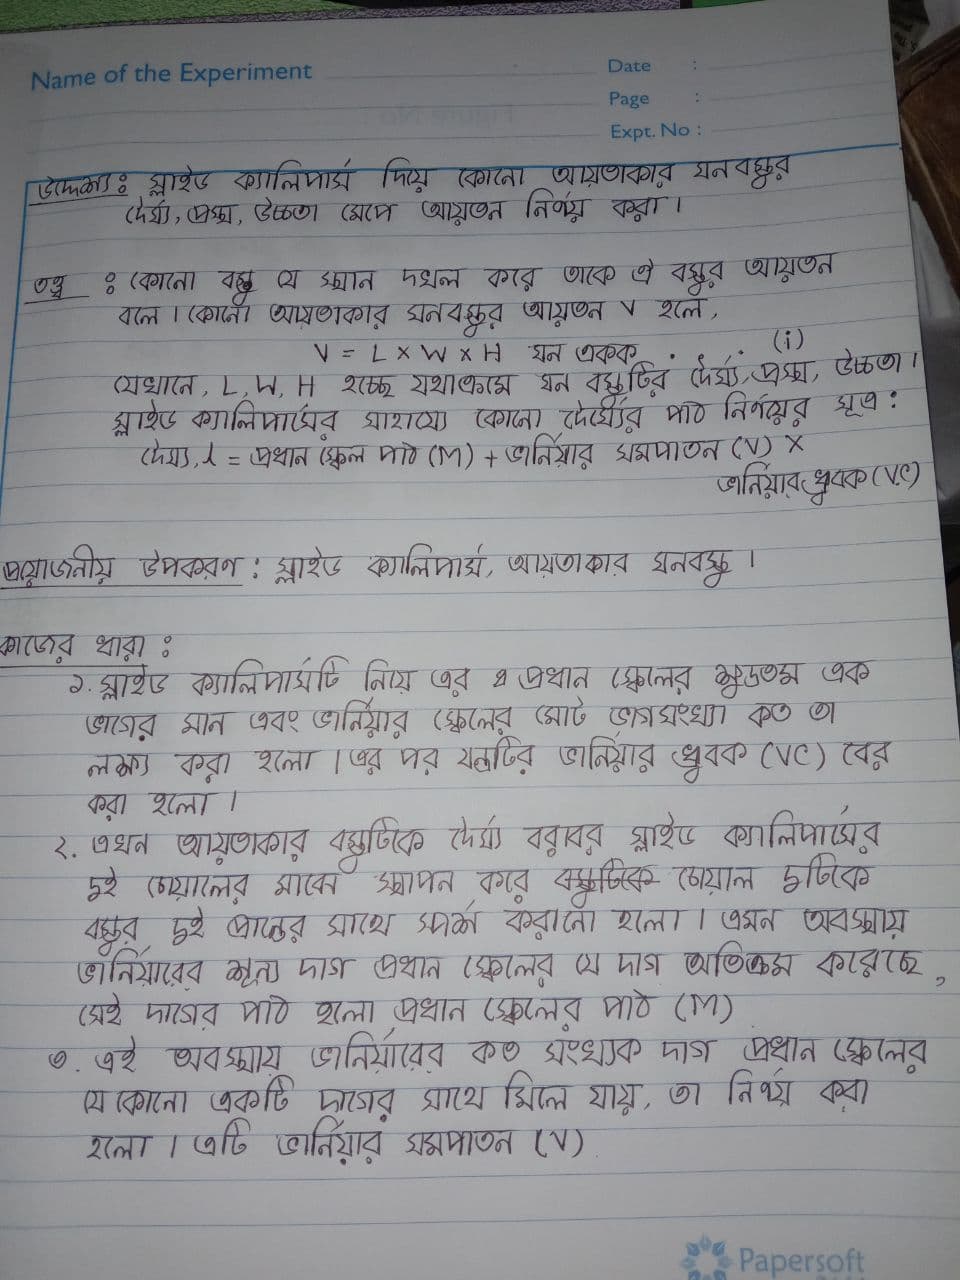 Name of the Experiment
Date :
Page :
Expt. No :
উদ্দেশ্য : স্লাইড ক্যালিপার্স দিয়ে কোনো আয়তাকার ঘনবস্তুর
দৈর্ঘ্য, প্রস্থ, উচ্চতা মেপে আয়তন নির্ণয় করা ।
তত্ত্ব : কোনো বস্তু যে স্থান দখল করে তাকে ঐ বস্তুর আয়তন
বলে । কোনো আয়তাকার ঘনবস্তুর আয়তন V হলে,
V = L × W × H ঘন একক . . . (i)
যেখানে, L, W, H হচ্ছে যথাক্রমে ঘন বস্তুটির দৈর্ঘ্য, প্রস্থ, উচ্চতা ।
স্লাইড ক্যালিপার্সের সাহায্যে কোনো দৈর্ঘ্যের পাঠ নির্ণয়ের সূত্র :
দৈর্ঘ্য, l = প্রধান স্কেল পাঠ (M) + ভার্নিয়ার সমপাতন (V) ×
ভার্নিয়ার ধ্রুবক (V.C)
প্রয়োজনীয় উপকরণ : স্লাইড ক্যালিপার্স, আয়তাকার ঘনবস্তু ।
কাজের ধারা :
১. স্লাইড ক্যালিপার্সটি নিয়ে এর প্রধান স্কেলের ক্ষুদ্রতম এক
ভাগের মান এবং ভার্নিয়ার স্কেলের মোট ভাগসংখ্যা কত তা
লক্ষ্য করা হলো । এর পর যন্ত্রটির ভার্নিয়ার ধ্রুবক (VC) বের
করা হলো ।
২. এখন আয়তাকার বস্তুটিকে দৈর্ঘ্য বরাবর স্লাইড ক্যালিপার্সের
দুই চোয়ালের মাঝে স্থাপন করে বস্তুটিকে চোয়াল দুটিকে
বস্তুর দুই প্রান্তের সাথে স্পর্শ করানো হলো । এমন অবস্থায়
ভার্নিয়ারের শূন্য দাগ প্রধান স্কেলের যে দাগ অতিক্রম করেছে,
সেই দাগের পাঠ হলো প্রধান স্কেলের পাঠ (M)
৩. এই অবস্থায় ভার্নিয়ারের কত সংখ্যক দাগ প্রধান স্কেলের
যে কোনো একটি দাগের সাথে মিলে যায়, তা নির্ণয় করা
হলো । এটি ভার্নিয়ার সমপাতন (V)
Papersoft